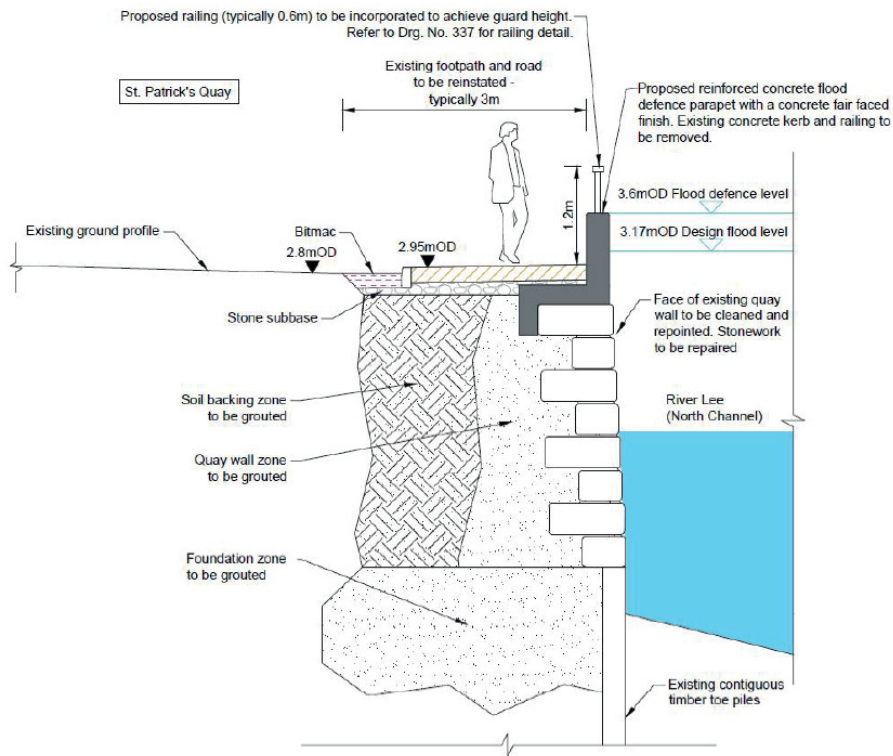 Proposed railing (typically 0.6m) to be incorporated to achieve guard height.
Refer to Drg. No. 337 for railing detail.
Existing footpath and road
to be reinstated -
typically 3m
St. Patrick's Quay
Proposed reinforced concrete flood
defence parapet with a concrete fair faced
finish. Existing concrete kerb and railing to
be removed.
1.2m
3.6mOD Flood defence level
3.17mOD Design flood level
Existing ground profile
Bitmac
2.8mOD
2.95mOD
Stone subbase
Face of existing quay
wall to be cleaned and
repointed. Stonework
to be repaired
Soil backing zone
to be grouted
River Lee
(North Channel)
Quay wall zone
to be grouted
Foundation zone
to be grouted
Existing contiguous
timber toe piles